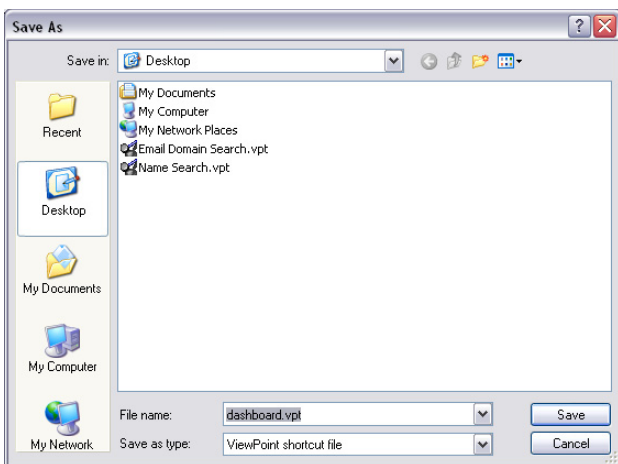 Save As
Save in:
Desktop
Recent
Desktop
My Documents
My Computer
My Network
My Documents
My Computer
My Network Places
Email Domain Search.vpt
Name Search.vpt
File name:
dashboard.vpt
Save
Save as type:
ViewPoint shortcut file
Cancel